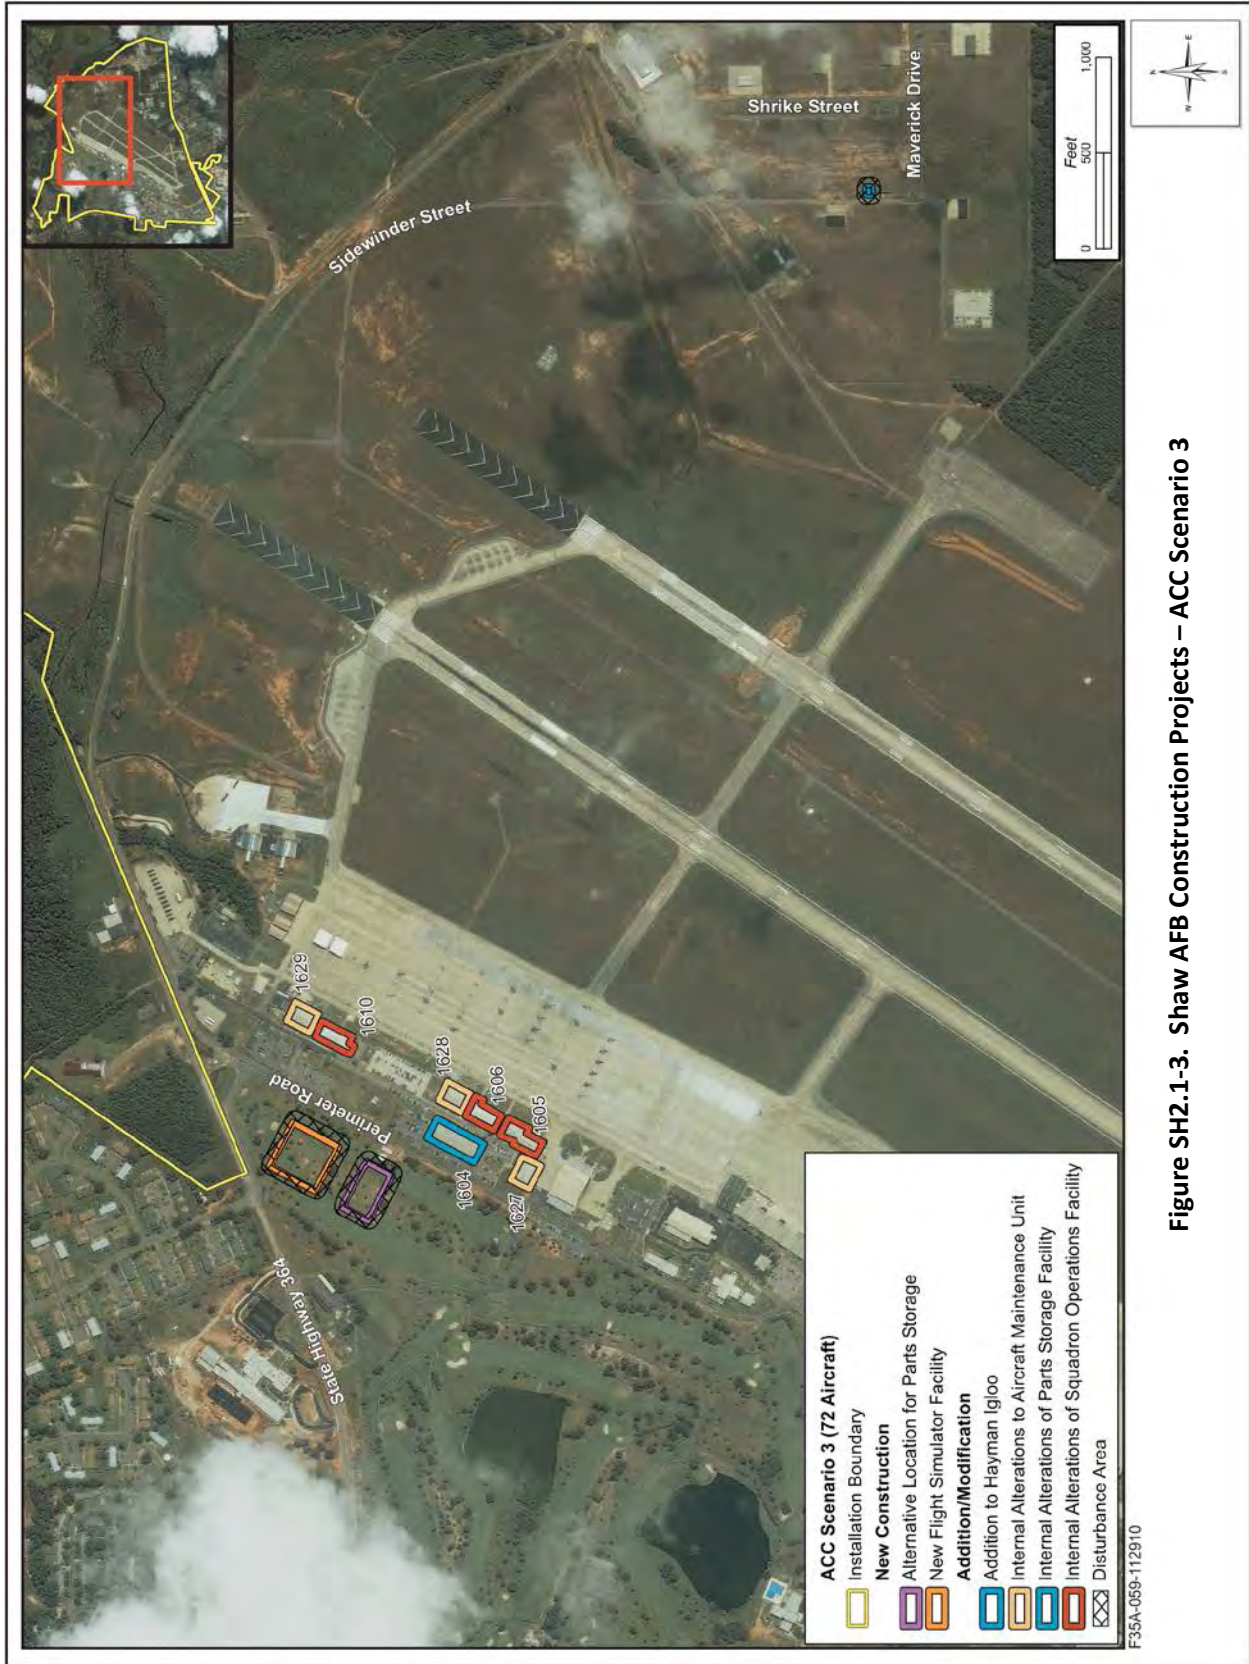 Sidewinder Street
Shrike Street
Maverick Drive
Feet
0 500 1,000
N
E
S
W
1629
1610
Perimeter Road
1628
1606
1605
1604
1627
State Highway 364
ACC Scenario 3 (72 Aircraft)
Installation Boundary
New Construction
Alternative Location for Parts Storage
New Flight Simulator Facility
Addition/Modification
Addition to Hayman Igloo
Internal Alterations to Aircraft Maintenance Unit
Internal Alterations of Parts Storage Facility
Internal Alterations of Squadron Operations Facility
Disturbance Area
F35A-059-112910
Figure SH2.1-3. Shaw AFB Construction Projects – ACC Scenario 3